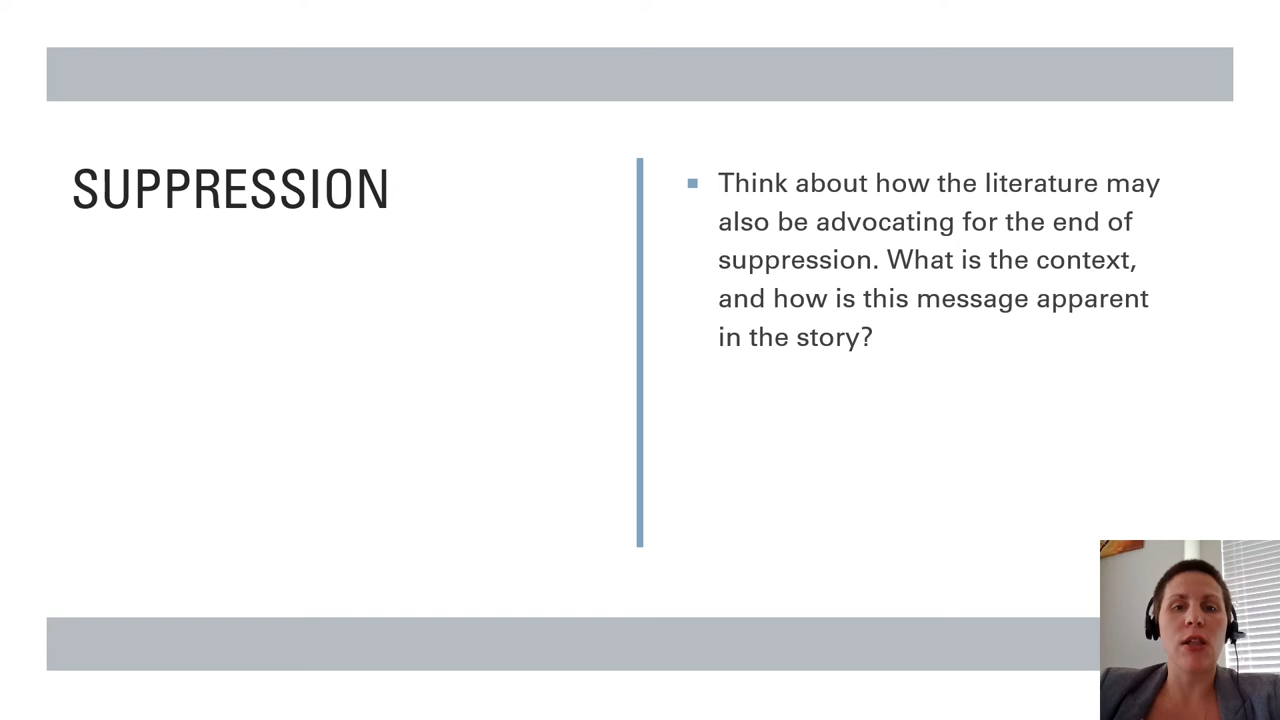 SUPPRESSION
Think about how the literature may
also be advocating for the end of
suppression. What is the context,
and how is this message apparent
in the story?